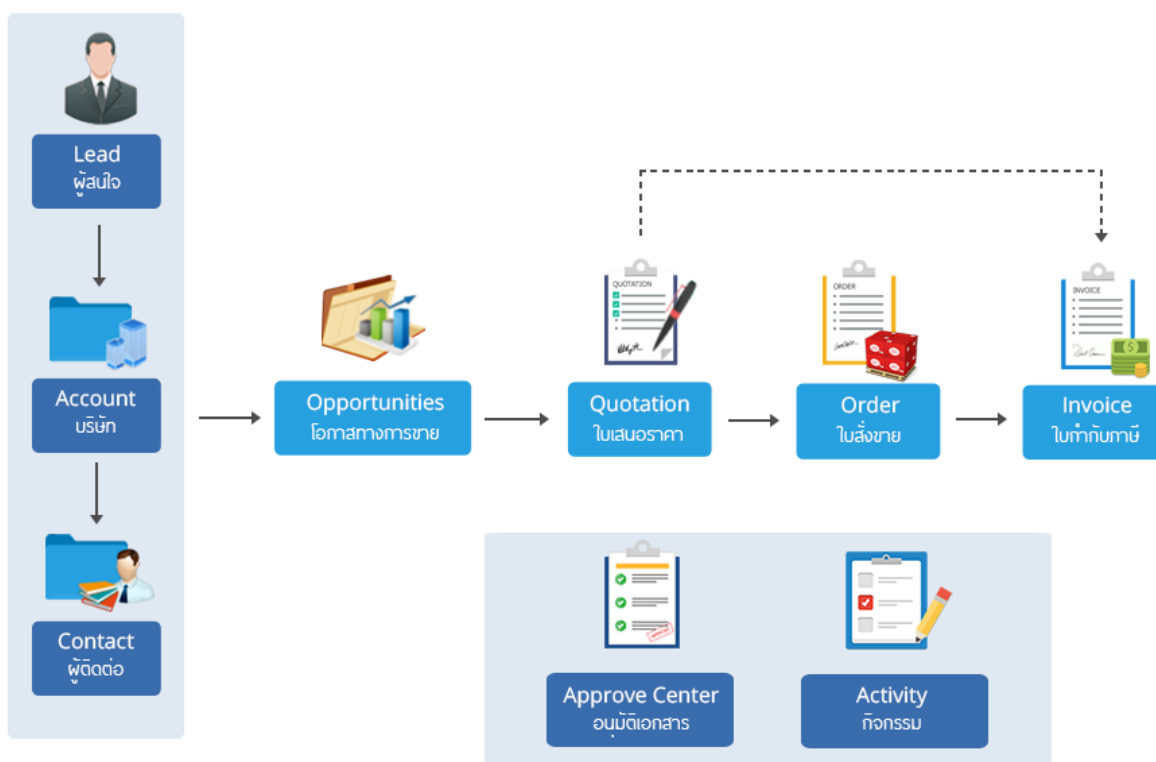 Lead
ผู้สนใจ
Account
บริษัท
Contact
ผู้ติดต่อ
Opportunities
โอกาสทางการขาย
QUOTATION
Quotation
ใบเสนอราคา
ORDER
Order
ใบสั่งขาย
INVOICE
Invoice
ใบกำกับภาษี
Approve Center
อนุมัติเอกสาร
Activity
กิจกรรม